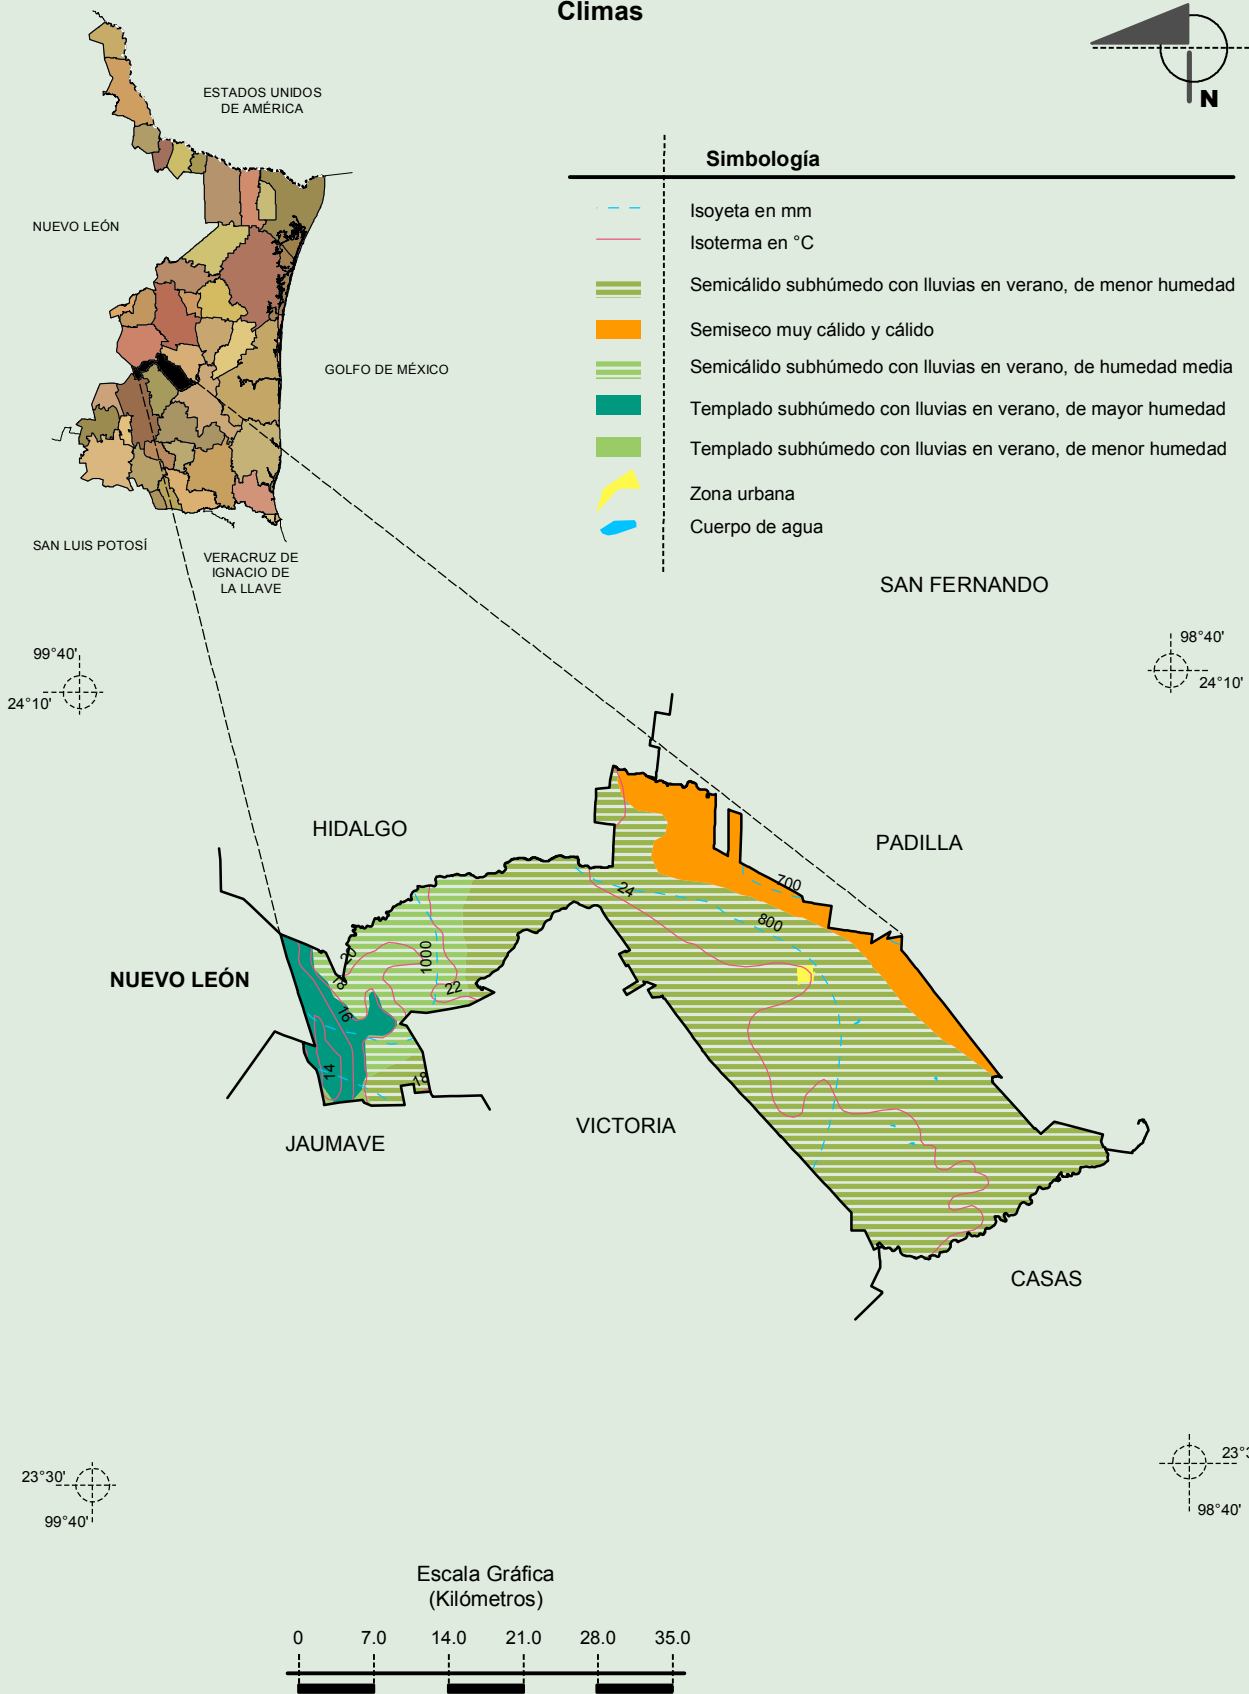 Climas
N
ESTADOS UNIDOS
DE AMÉRICA
NUEVO LEÓN
GOLFO DE MÉXICO
SAN LUIS POTOSÍ
VERACRUZ DE
IGNACIO DE
LA LLAVE
Simbología
Isoyeta en mm
Isoterma en °C
Semicálido subhúmedo con lluvias en verano, de menor humedad
Semiseco muy cálido y cálido
Semicálido subhúmedo con lluvias en verano, de humedad media
Templado subhúmedo con lluvias en verano, de mayor humedad
Templado subhúmedo con lluvias en verano, de menor humedad
Zona urbana
Cuerpo de agua
SAN FERNANDO
99°40'
24°10'
98°40'
24°10'
HIDALGO
PADILLA
700
24
800
NUEVO LEÓN
20
18
1000
22
16
14
18
JAUMAVE
VICTORIA
CASAS
23°30'
99°40'
98°40'
Escala Gráfica
(Kilómetros)
0 7.0 14.0 21.0 28.0 35.0